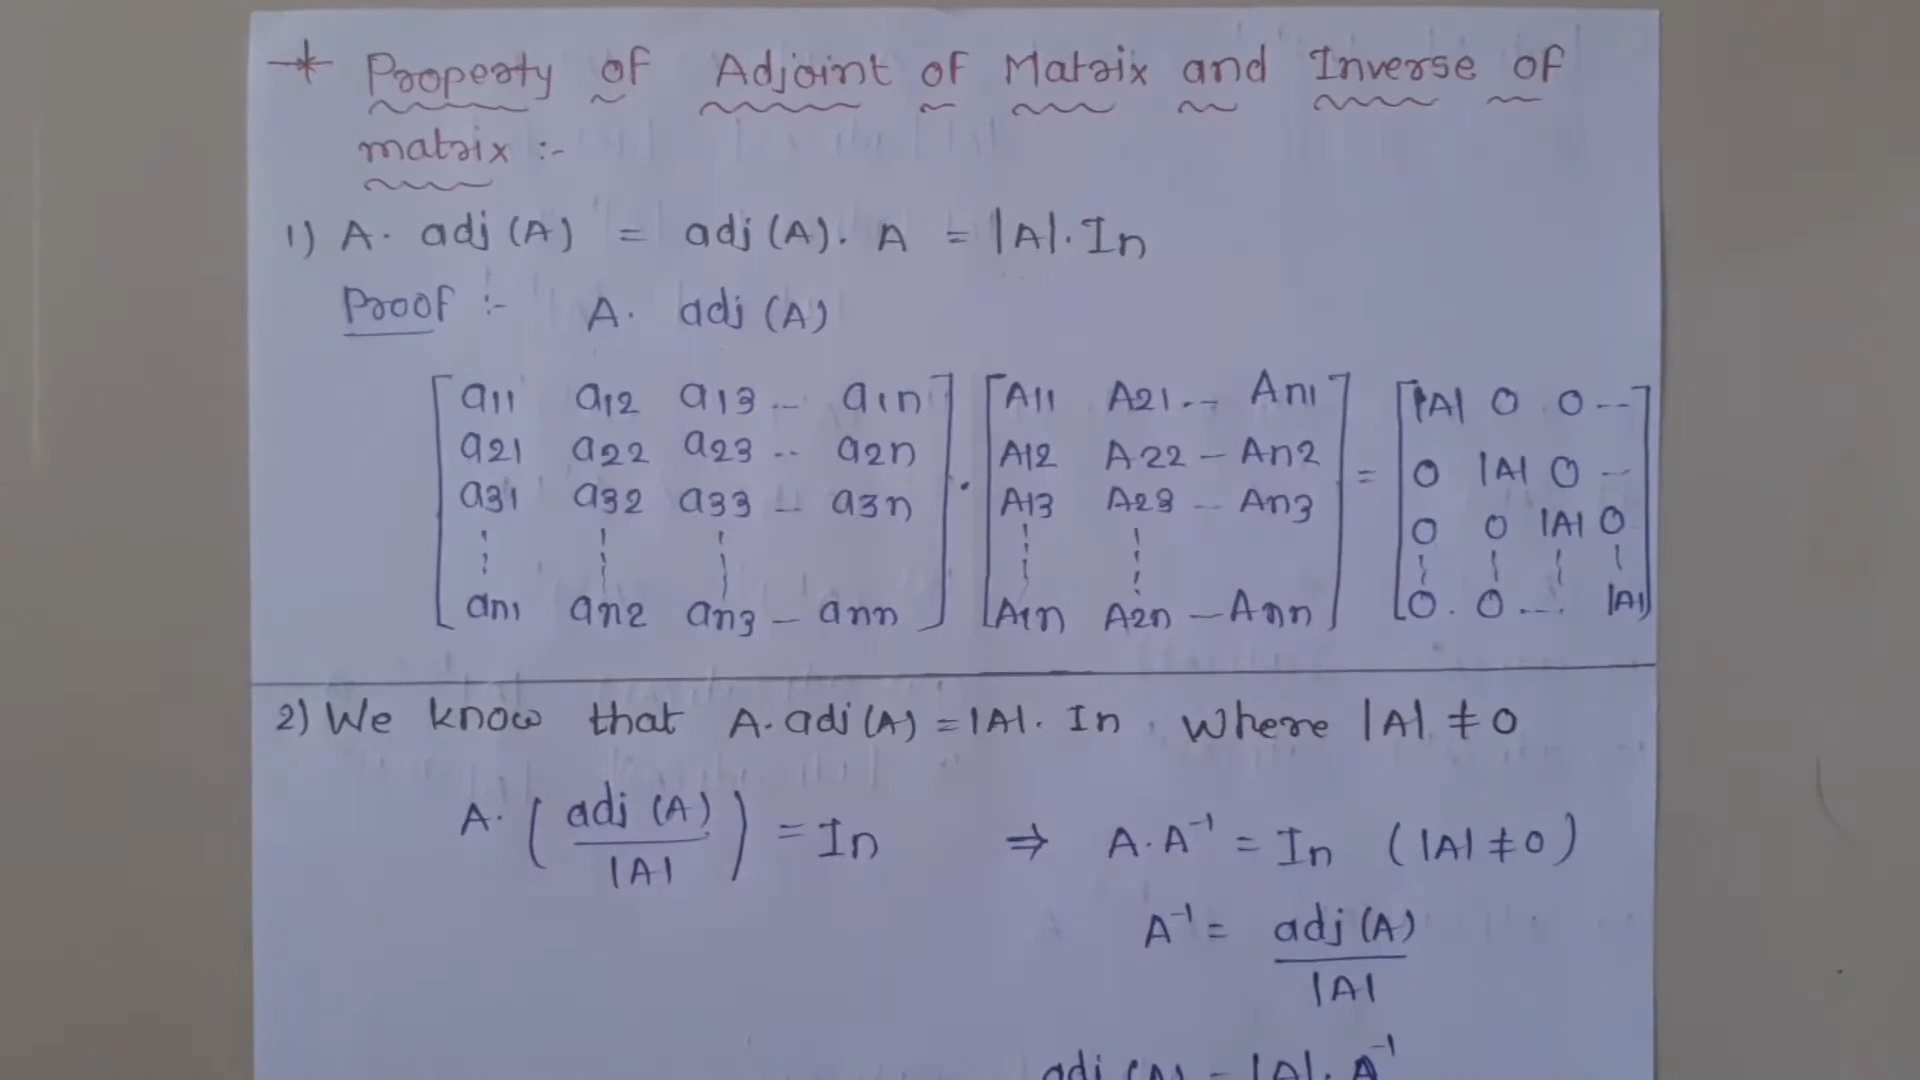 * Property of Adjoint of Matrix and Inverse of
matrix :-
1) A. adj (A) = adj (A). A = |A|. In
Proof :- A. adj (A)
[a11 a12 a13 .. a1n] [A11 A21 .. An1] [|A| 0 0 --]
[a21 a22 a23 .. a2n] [A12 A22 - An2] [0 |A| 0 -]
[a31 a32 a33 .. a3n] . [A13 A23 .. An3] = [0 0 |A| 0]
[an1 an2 an3 - ann] [A1n A2n - Ann] [0. 0 ... |A|]
2) We know that A. adj (A) = |A|. In . Where |A| ≠ 0
A. (adj (A) / |A|) = In ⇒ A. A⁻¹ = In (|A| ≠ 0)
A⁻¹ = adj (A) / |A|
adj (A) = |A|. A⁻¹